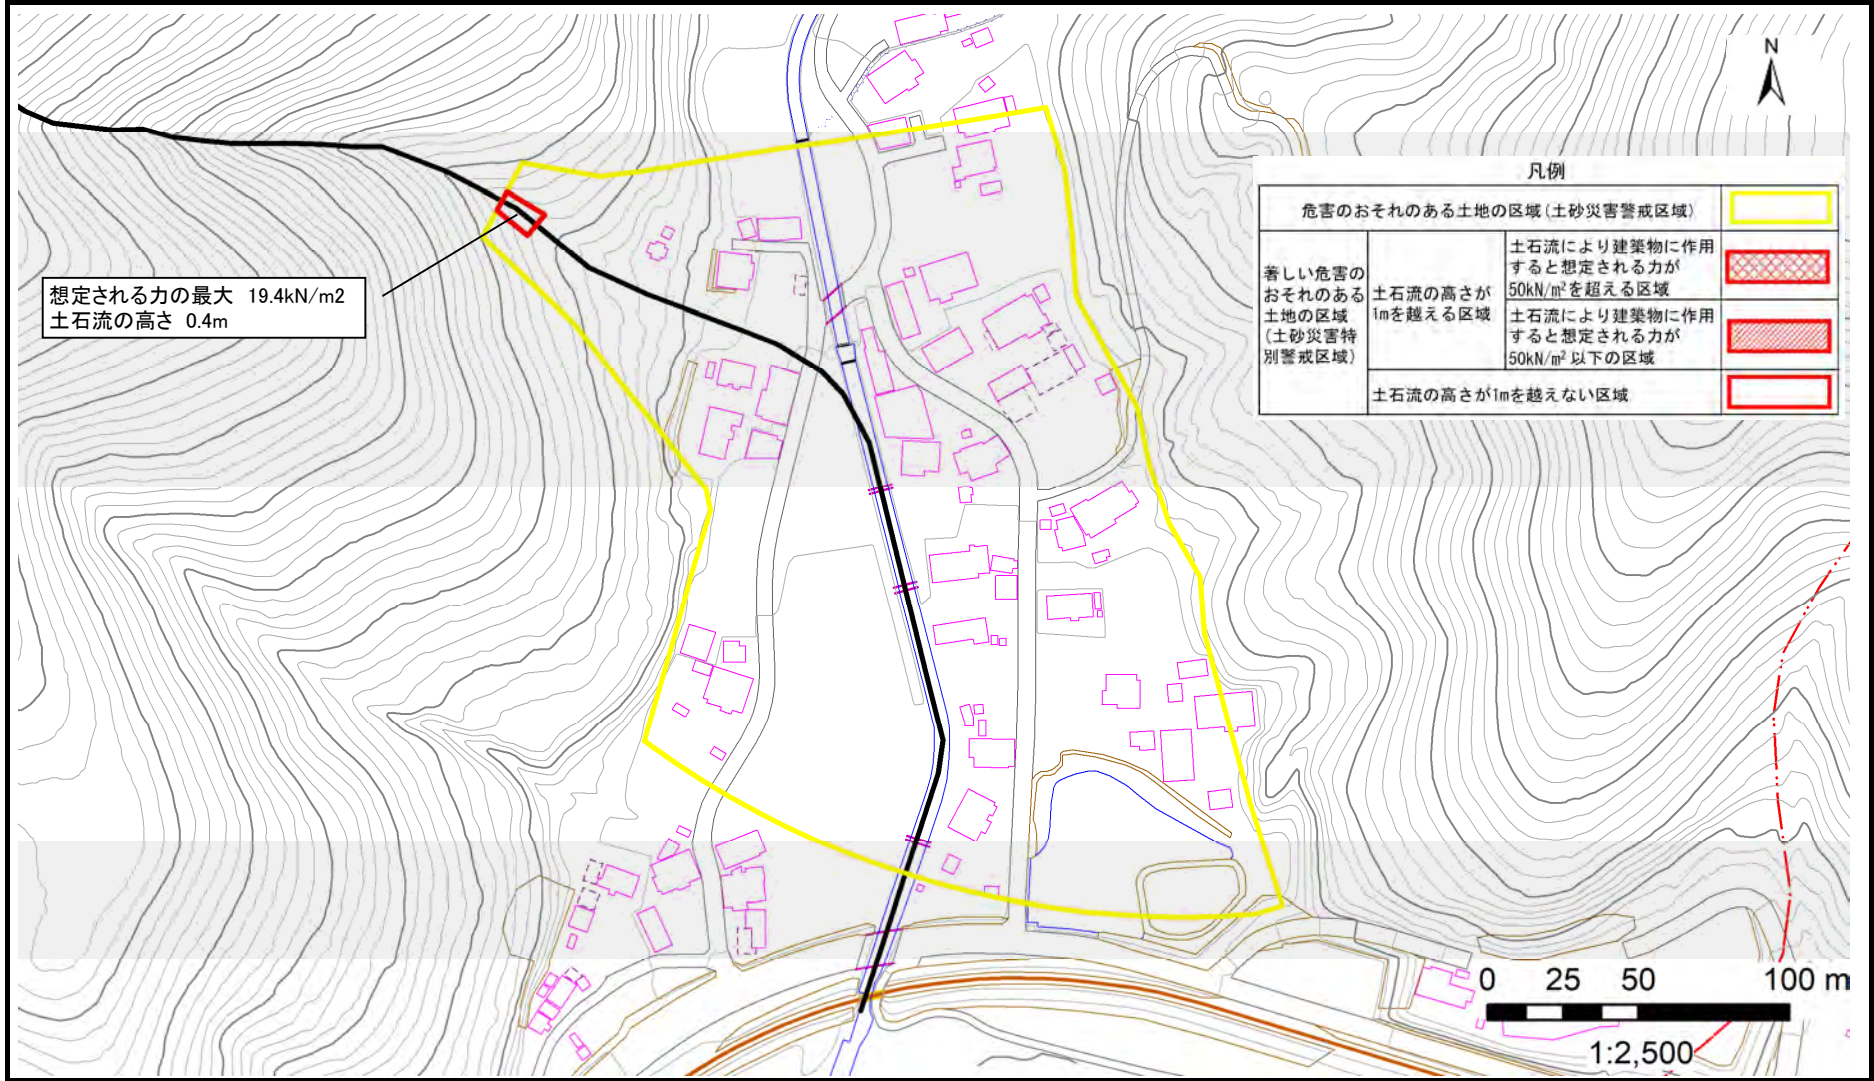 N
凡例
危害のおそれのある土地の区域(土砂災害警戒区域)
著しい危害の
おそれのある
土地の区域
(土砂災害特
別警戒区域)
土石流の高さが
1mを越える区域
土石流により建築物に作用
すると想定される力が
50kN/m²を超える区域
土石流により建築物に作用
すると想定される力が
50kN/m²以下の区域
土石流の高さが1mを越えない区域
想定される力の最大 19.4kN/m2
土石流の高さ 0.4m
0 25 50 100 m
1:2,500